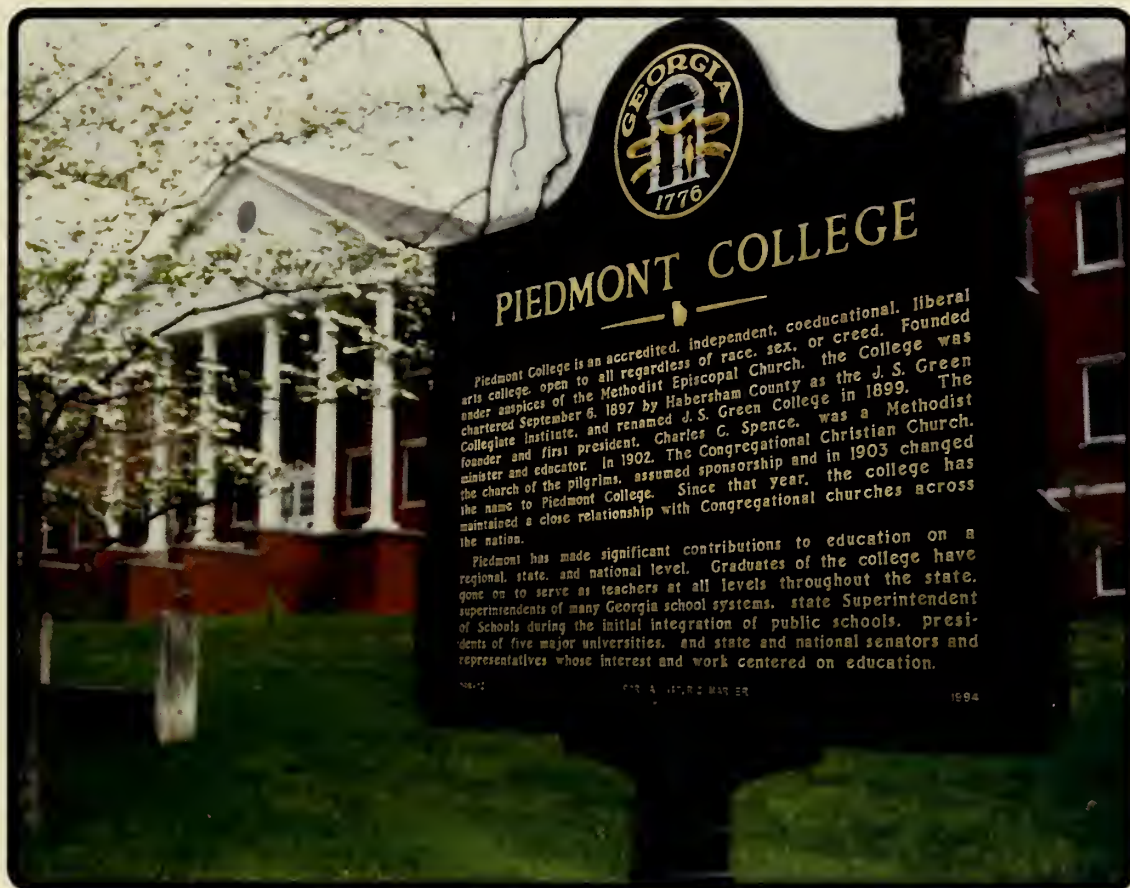 GEORGIA
1776
PIEDMONT COLLEGE
Piedmont College is an accredited, independent, coeducational, liberal
arts college, open to all regardless of race, sex, or creed. Founded
under auspices of the Methodist Episcopal Church, the College was
chartered September 6, 1897 by Habersham County as the J. S. Green
Collegiate Institute, and renamed J. S. Green College in 1899. The
founder and first president, Charles C. Spence, was a Methodist
minister and educator. In 1902, The Congregational Christian Church,
the church of the pilgrims, assumed sponsorship and in 1903 changed
the name to Piedmont College. Since that year, the college has
maintained a close relationship with Congregational churches across
the nation.
Piedmont has made significant contributions to education on a
regional, state, and national level. Graduates of the college have
gone on to serve as teachers at all levels throughout the state,
superintendents of many Georgia school systems, state Superintendent
of Schools during the initial integration of public schools, presi-
dents of five major universities, and state and national senators and
representatives whose interest and work centered on education.
1994